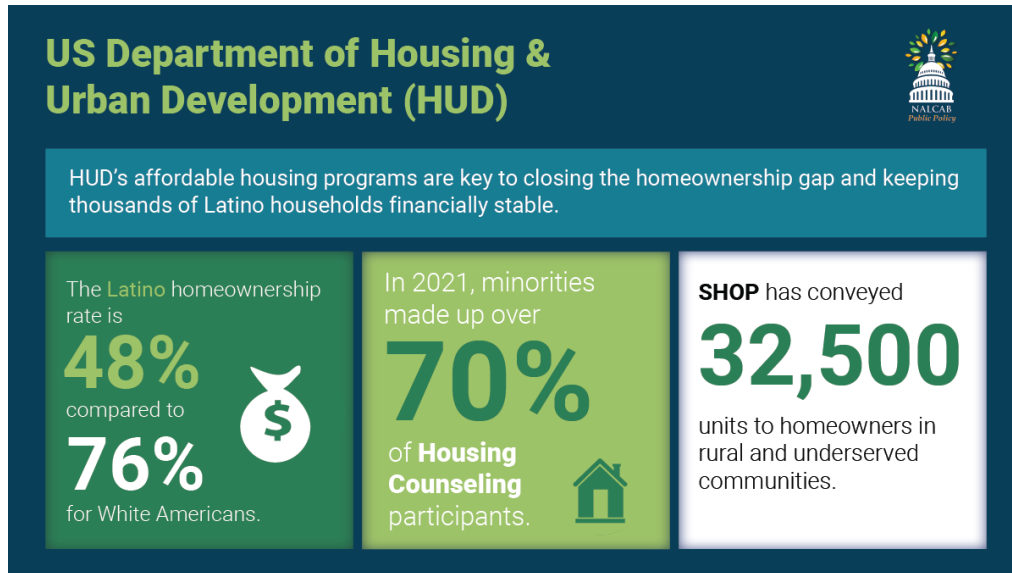 US Department of Housing &
Urban Development (HUD)
NALCAB
Public Policy
HUD’s affordable housing programs are key to closing the homeownership gap and keeping
thousands of Latino households financially stable.
The Latino homeownership
rate is
48%
compared to
76%
for White Americans.
$
In 2021, minorities
made up over
70%
of Housing
Counseling
participants.
SHOP has conveyed
32,500
units to homeowners in
rural and underserved
communities.